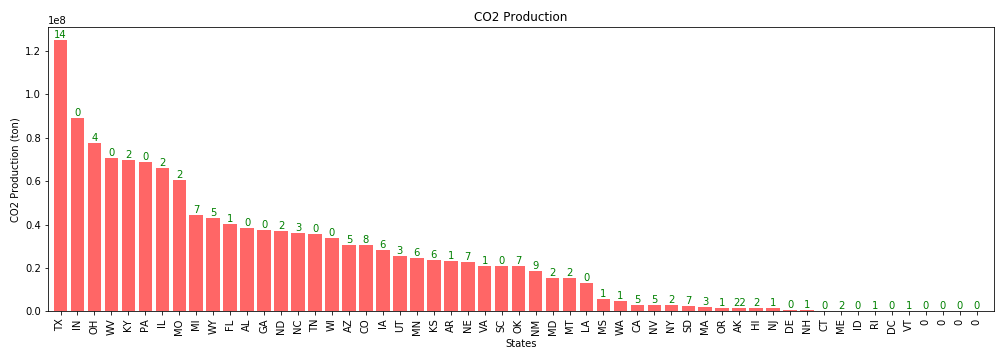 CO2 Production
1e8
14
0
4
0
2
0
2
2
7
5
1
0
0
2
3
0
0
5
8
6
3
6
6
1
7
1
0
7
9
2
2
0
1
1
5
5
2
7
3
1
22
2
1
0
1
0
2
0
1
0
1
0
0
0
0
1.2
1.0
0.8
0.6
0.4
0.2
0.0
CO2 Production (ton)
TX
IN
OH
WV
KY
PA
IL
MO
MI
WY
FL
AL
GA
ND
NC
TN
WI
AZ
CO
IA
UT
MN
KS
AR
NE
VA
SC
OK
NM
MD
MT
LA
MS
WA
CA
NV
NY
SD
MA
OR
AK
HI
NJ
DE
NH
CT
ME
ID
RI
DC
VT
0
0
0
0
States